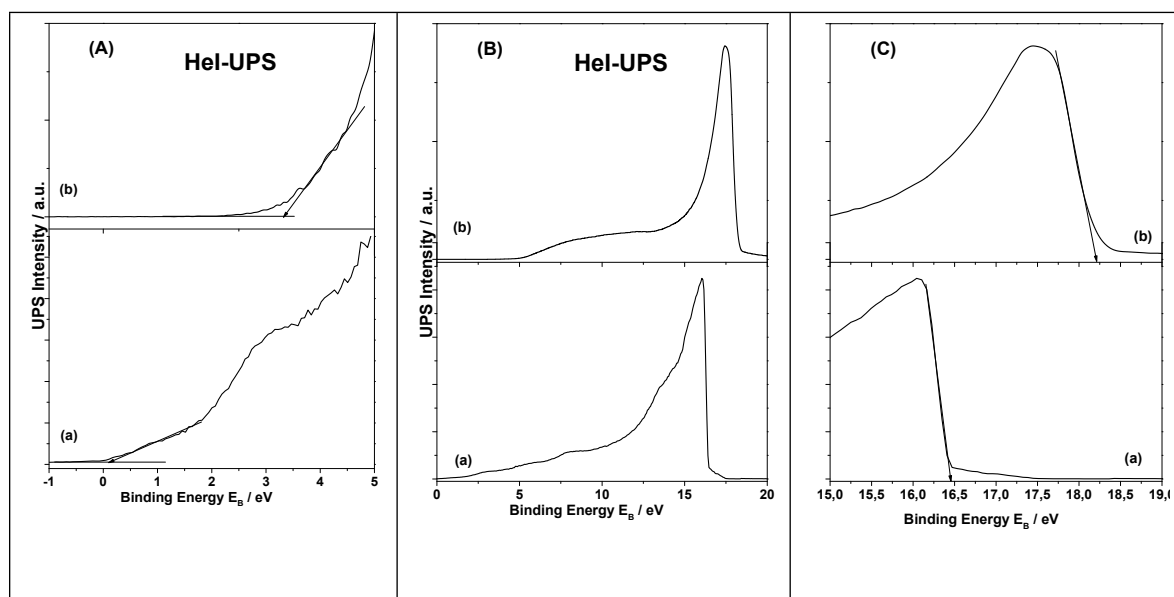 (A)
HeI-UPS
(b)
(a)
UPS Intensity / a.u.
-1 0 1 2 3 4 5
Binding Energy E_B / eV
(B)
HeI-UPS
(b)
(a)
UPS Intensity / a.u.
0 5 10 15 20
Binding Energy E_B / eV
(C)
(b)
(a)
15,0 15,5 16,0 16,5 17,0 17,5 18,0 18,5 19,0
Binding Energy E_B / eV